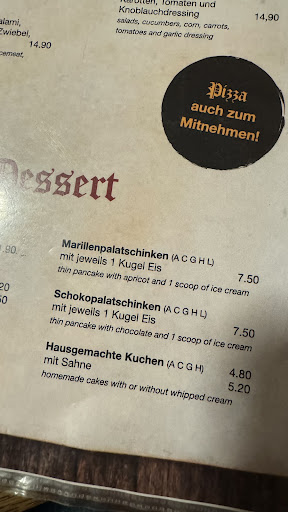 Karotten, Tomaten und
Knoblauchdressing 14,90
salads, cucumbers, corn, carrots,
tomatoes and garlic dressing
alami,
Zwiebel,
14.90
cemeat,
Pizza
auch zum
Mitnehmen!
Dessert
Marillenpalatschinken (A C G H L)
mit jeweils 1 Kugel Eis 7.50
thin pancake with apricot and 1 scoop of ice cream
Schokopalatschinken (A C G H L)
mit jeweils 1 Kugel Eis 7.50
thin pancake with chocolate and 1 scoop of ice cream
Hausgemachte Kuchen (A C G H) 4.80
mit Sahne 5.20
homemade cakes with or without whipped cream